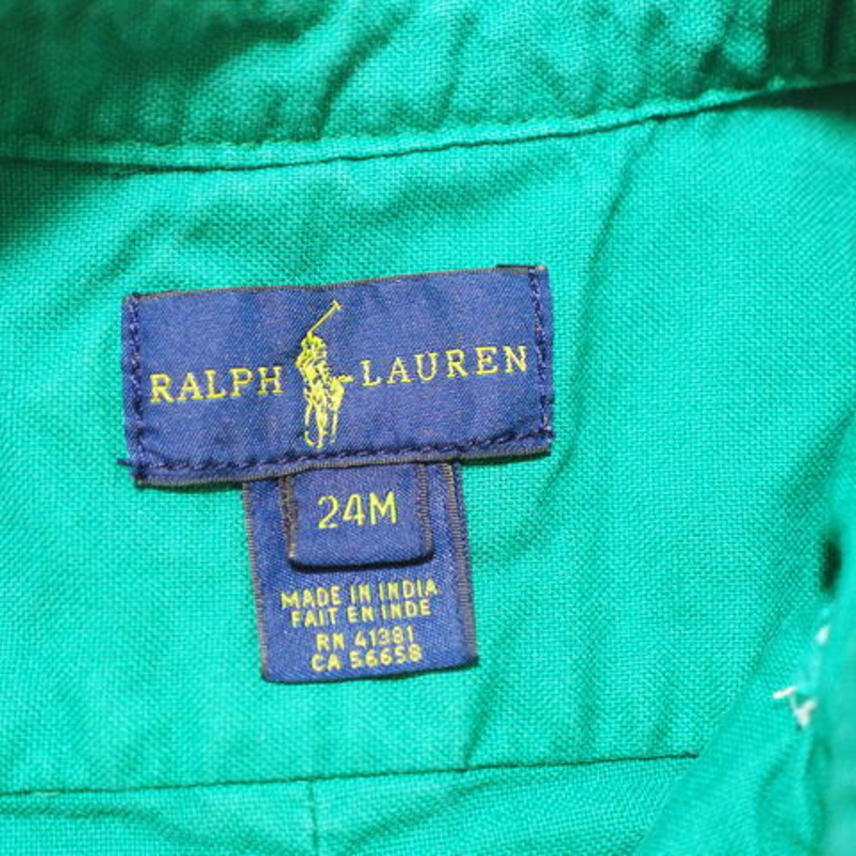 RALPH LAUREN
24M
MADE IN INDIA
FAIT EN INDE
RN 41381
CA 56658